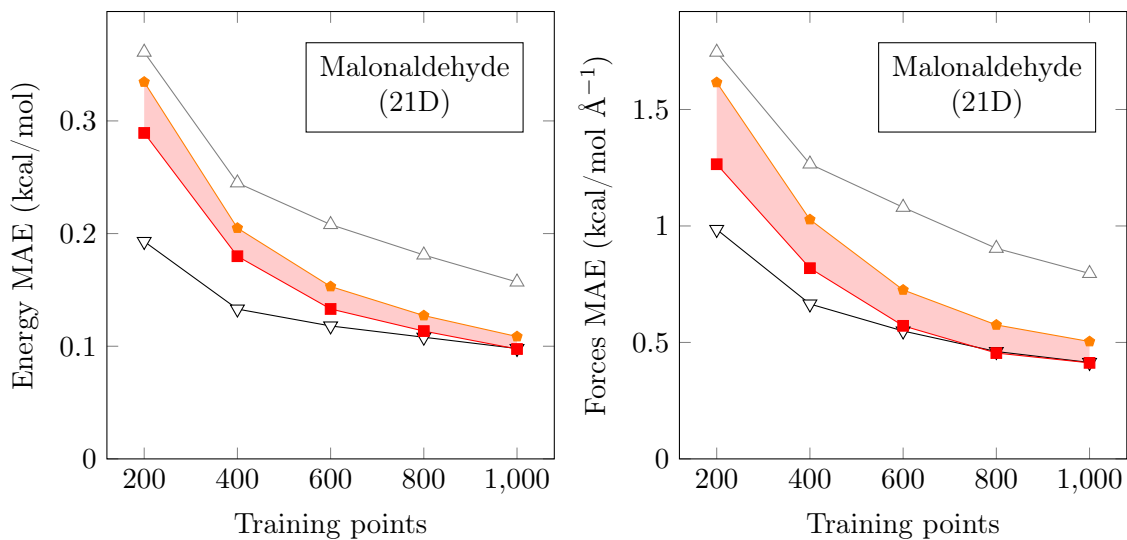 Energy MAE (kcal/mol)
0.3
0.2
0.1
0
Malonaldehyde
(21D)
200 400 600 800 1,000
Training points
Forces MAE (kcal/mol Å⁻¹)
1.5
1
0.5
0
Malonaldehyde
(21D)
200 400 600 800 1,000
Training points